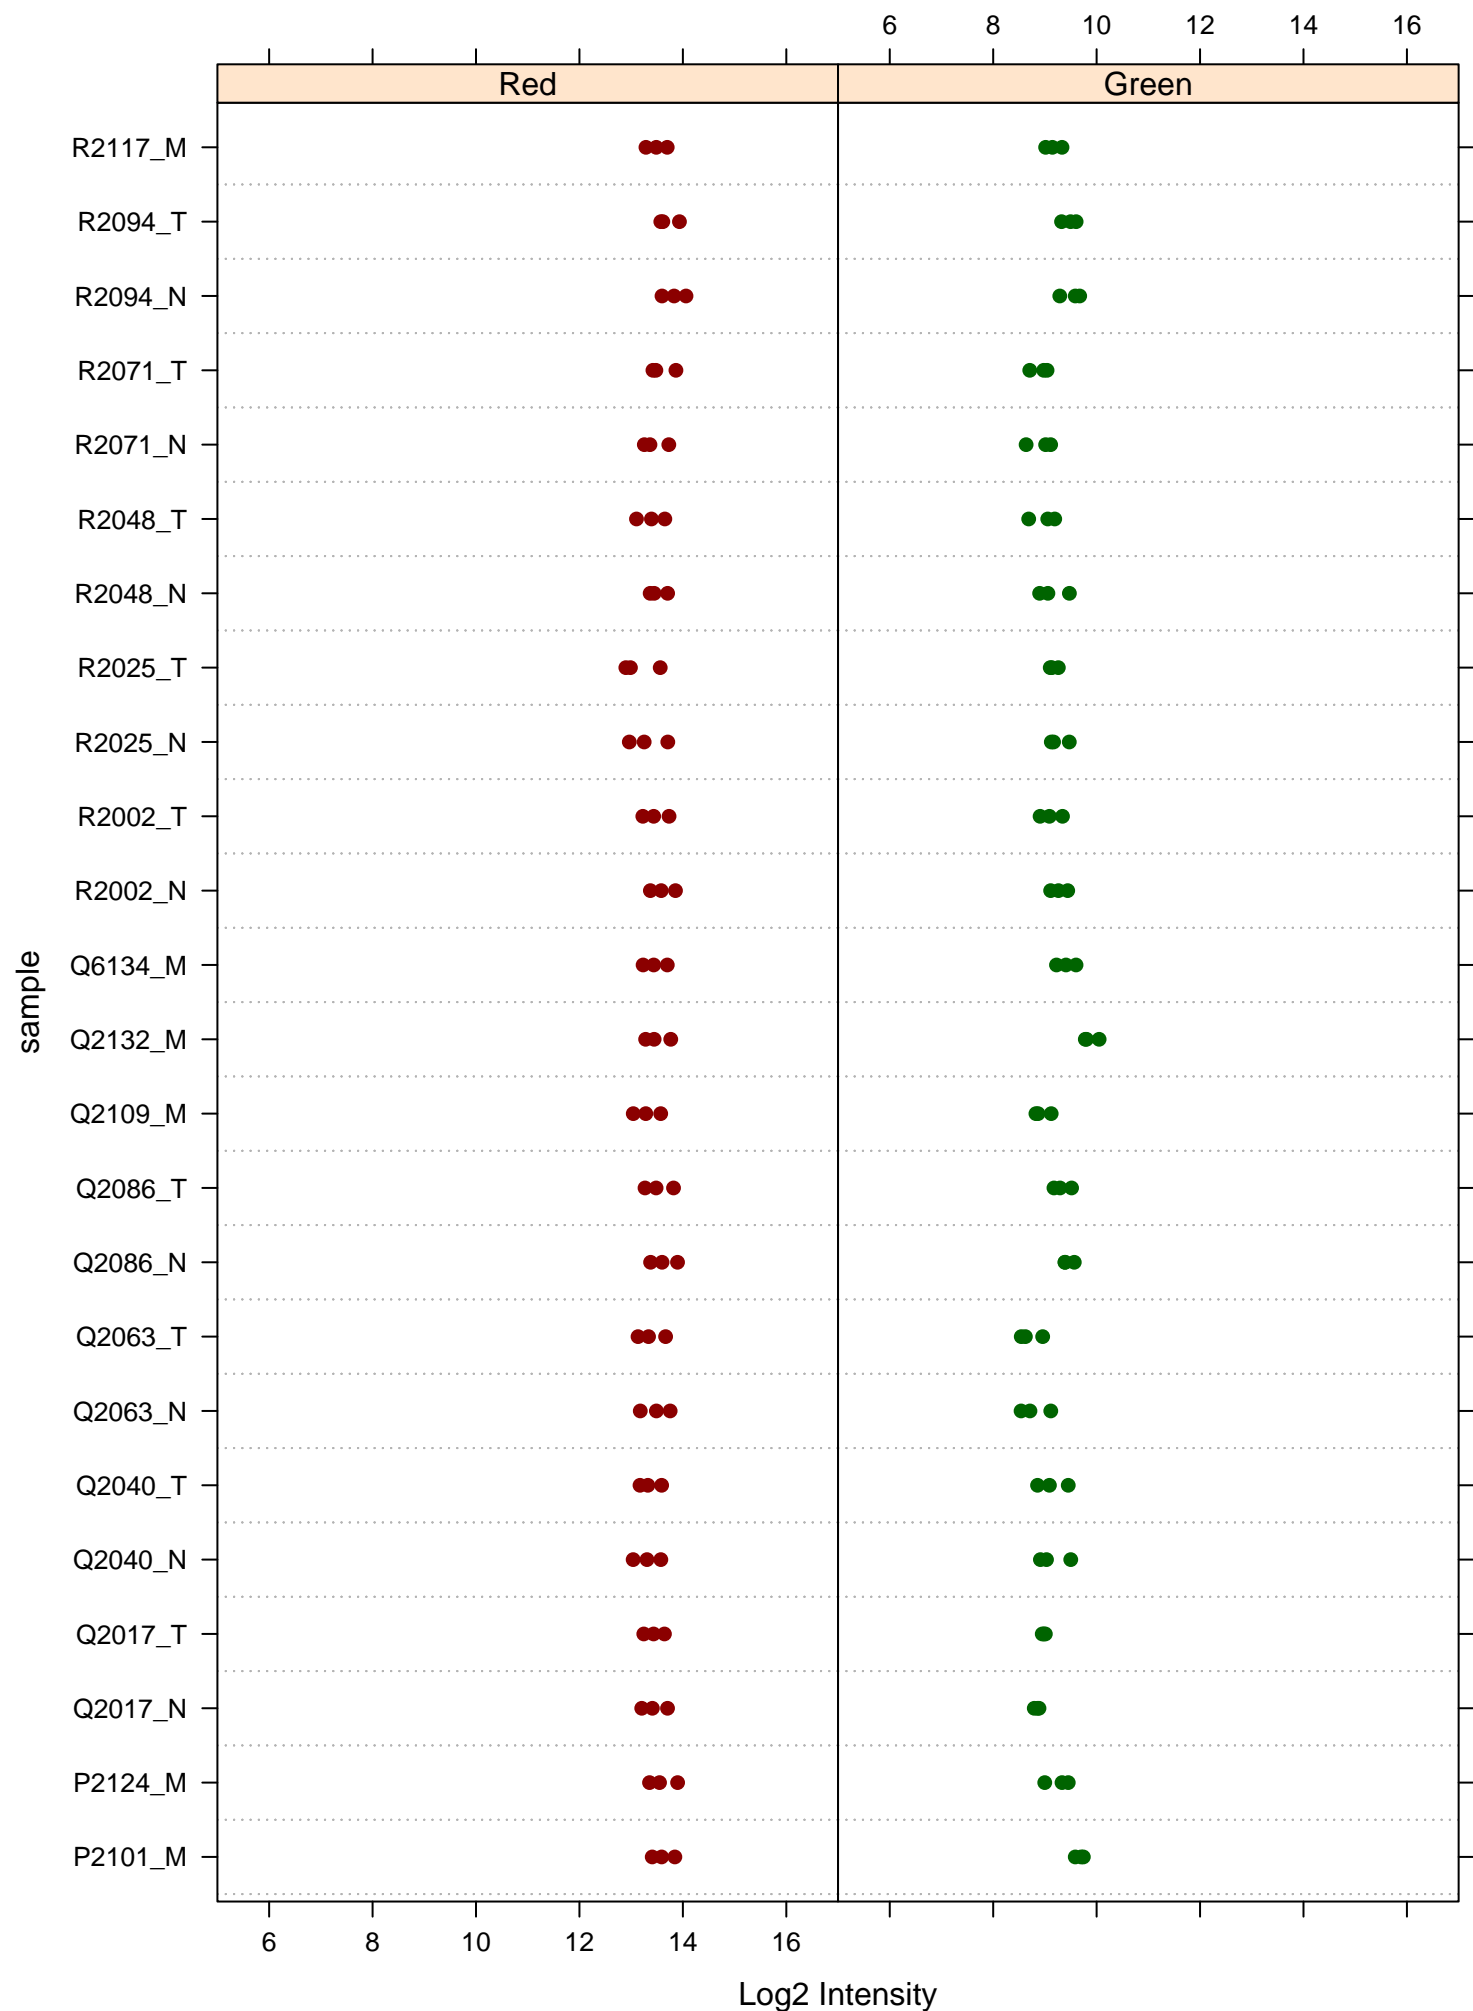 6 8 10 12 14 16
Red Green
R2117_M
R2094_T
R2094_N
R2071_T
R2071_N
R2048_T
R2048_N
R2025_T
R2025_N
R2002_T
R2002_N
Q6134_M
Q2132_M
Q2109_M
Q2086_T
Q2086_N
Q2063_T
Q2063_N
Q2040_T
Q2040_N
Q2017_T
Q2017_N
P2124_M
P2101_M
sample
6 8 10 12 14 16
Log2 Intensity